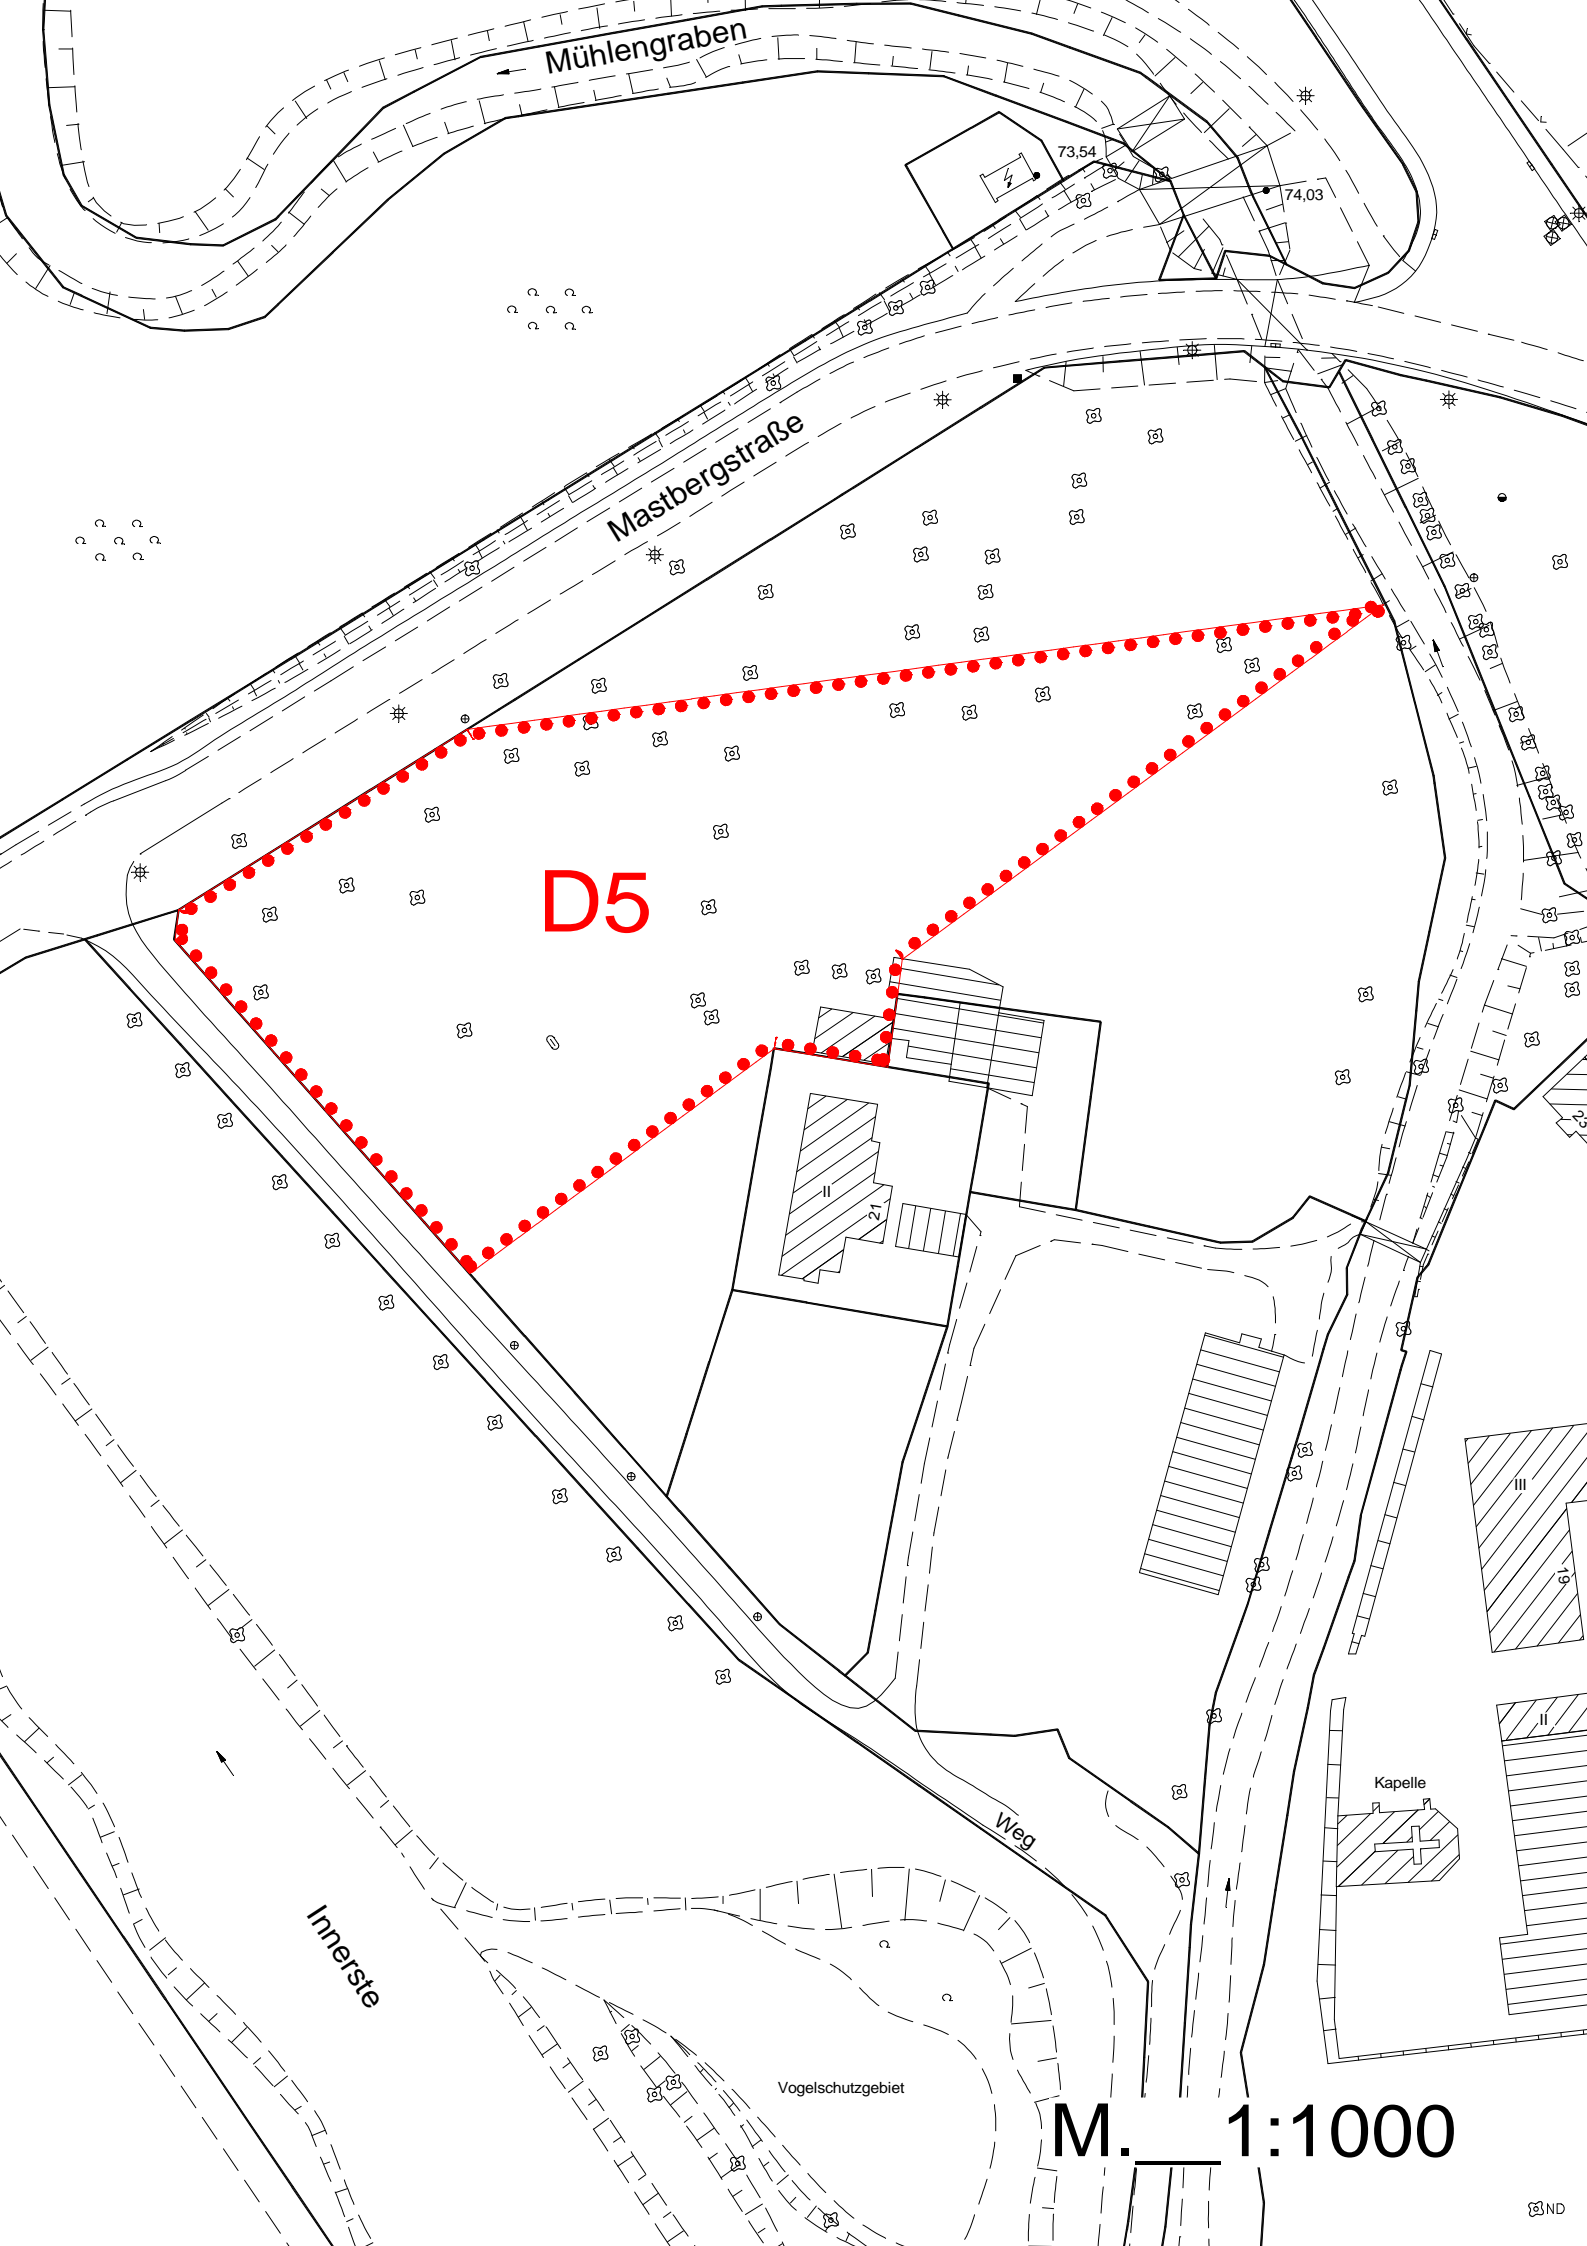 Mühlengraben
73,54
74,03
Mastbergstraße
D5
23
II
21
III
19
II
Kapelle
Weg
Innerste
Vogelschutzgebiet
M.__1:1000
ND